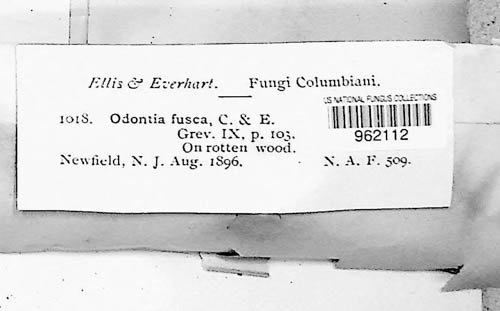 Ellis & Everhart. Fungi Columbiani.
1018. Odontia fusca, C. & E.
Grev. IX, p. 103.
On rotten wood.
Newfield, N. J. Aug. 1896. N. A. F. 509.
US NATIONAL FUNGUS COLLECTIONS
962112